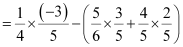 = 1/4 × (−3)/5 − (5/6 × 3/5 + 4/5 × 2/5)